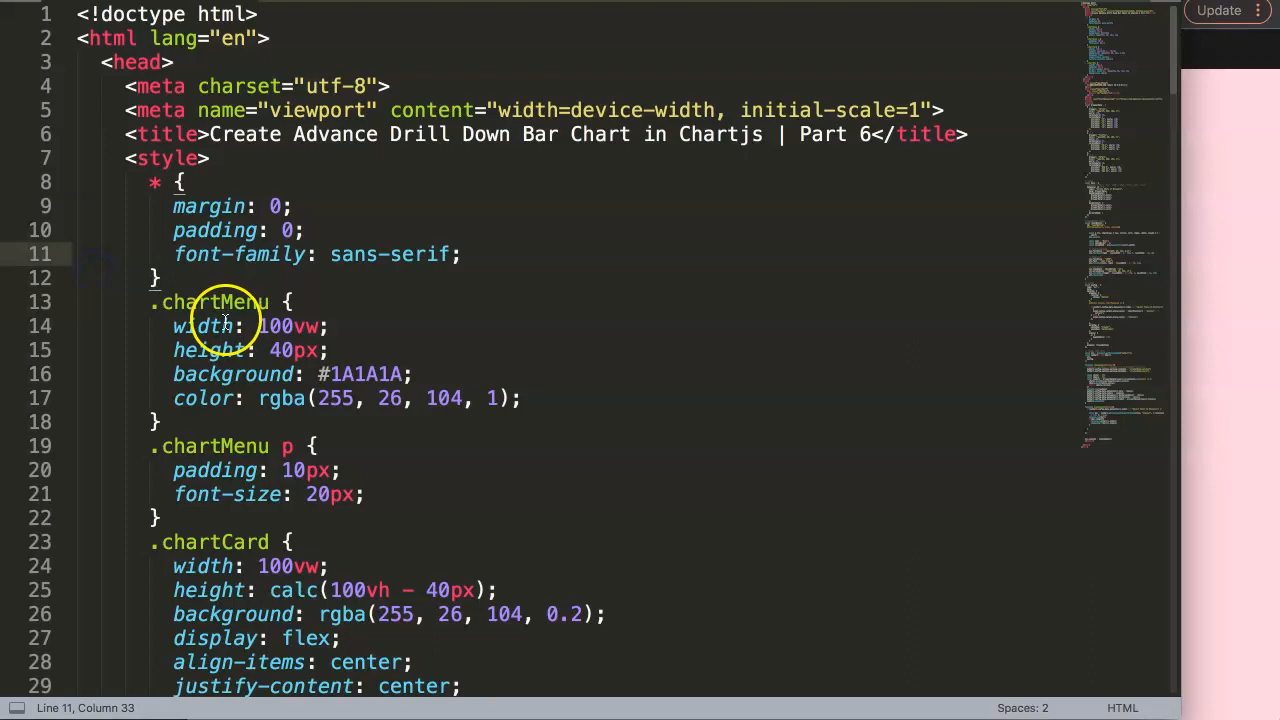 Update
1 <!doctype html>
2 <html lang="en">
3 <head>
4 <meta charset="utf-8">
5 <meta name="viewport" content="width=device-width, initial-scale=1">
6 <title>Create Advance Drill Down Bar Chart in Chartjs | Part 6</title>
7 <style>
8 * {
9 margin: 0;
10 padding: 0;
11 font-family: sans-serif;
12 }
13 .chartMenu {
14 width: 100vw;
15 height: 40px;
16 background: #1A1A1A;
17 color: rgba(255, 26, 104, 1);
18 }
19 .chartMenu p {
20 padding: 10px;
21 font-size: 20px;
22 }
23 .chartCard {
24 width: 100vw;
25 height: calc(100vh - 40px);
26 background: rgba(255, 26, 104, 0.2);
27 display: flex;
28 align-items: center;
29 justify-content: center;
Line 11, Column 33
Spaces: 2
HTML